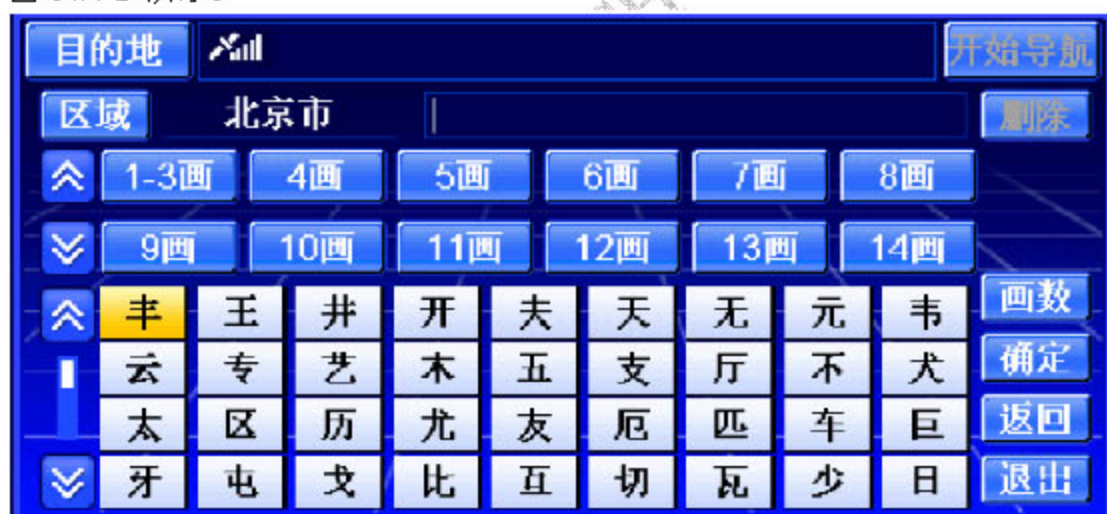 目的地 开始导航
区域 北京市 删除
1-3画 4画 5画 6画 7画 8画
9画 10画 11画 12画 13画 14画
画数
丰 王 井 开 夫 天 无 元 韦
确定
云 专 艺 木 五 支 厅 不 犬
返回
太 区 历 尤 友 厄 匹 车 巨
退出
牙 屯 戈 比 互 切 瓦 少 日